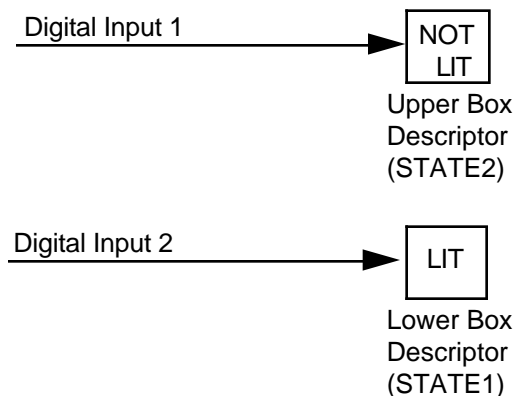 Digital Input 1
NOT
LIT
Upper Box
Descriptor
(STATE2)
Digital Input 2
LIT
Lower Box
Descriptor
(STATE1)